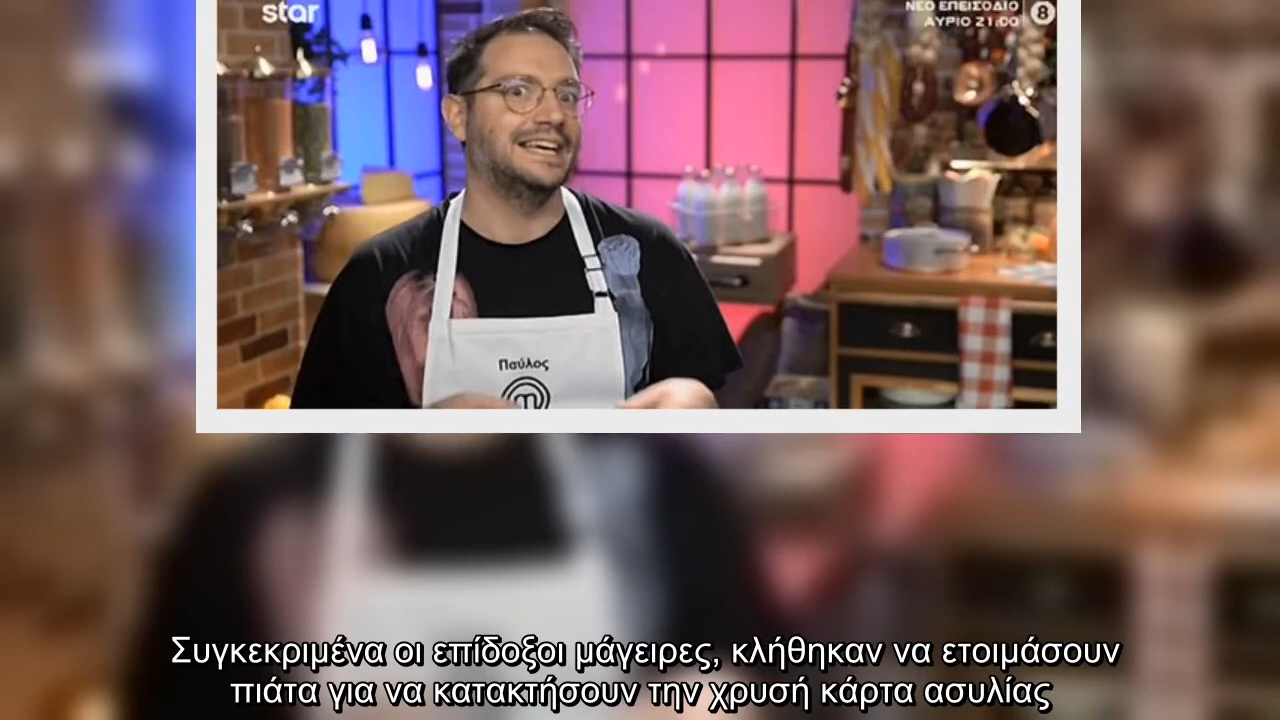 star
ΝΕΟ ΕΠΕΙΣΟΔΙΟ
ΑΥΡΙΟ 21:00
8
Παύλος
Συγκεκριμένα οι επίδοξοι μάγειρες, κλήθηκαν να ετοιμάσουν
πιάτα για να κατακτήσουν την χρυσή κάρτα ασυλίας